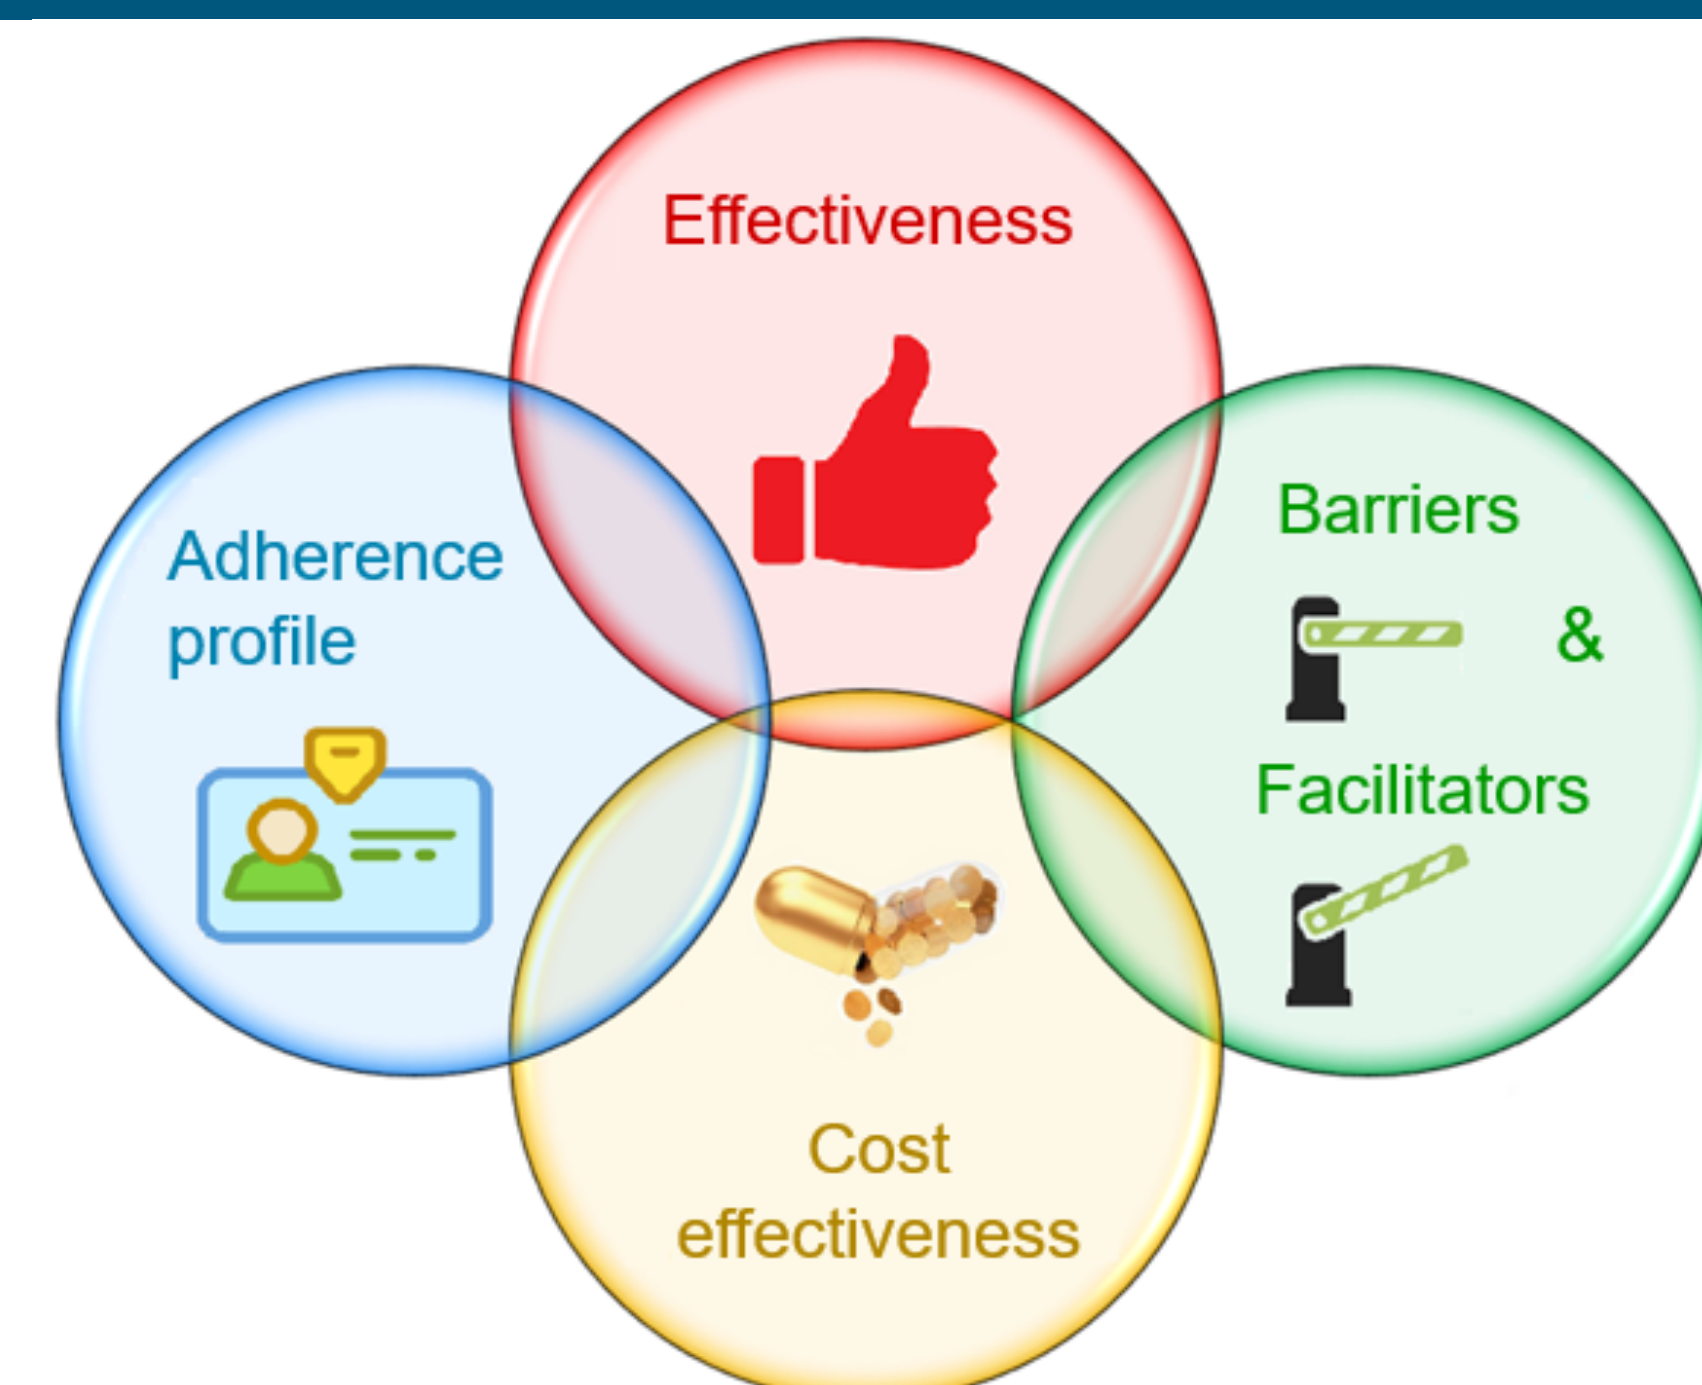 Effectiveness
Adherence
profile
Barriers
&
Facilitators
Cost
effectiveness